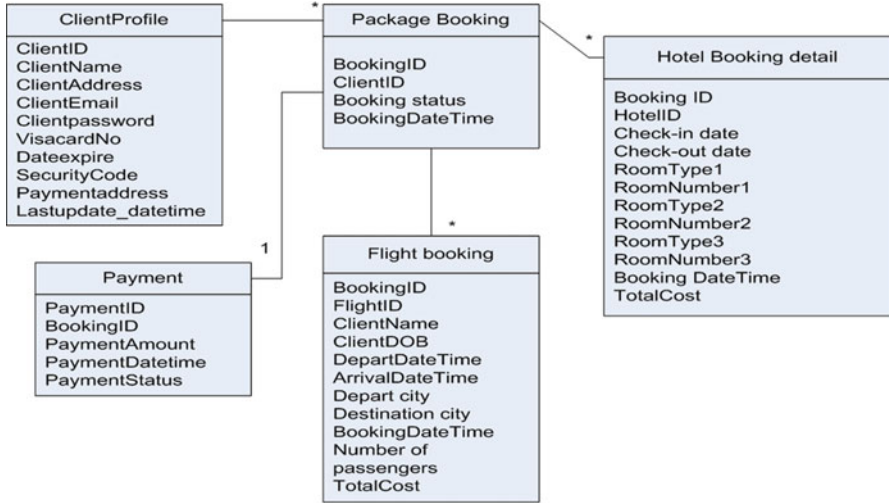 ClientProfile
ClientID
ClientName
ClientAddress
ClientEmail
Clientpassword
VisacardNo
Dateexpire
SecurityCode
Paymentaddress
Lastupdate_datetime
*
Package Booking
BookingID
ClientID
Booking status
BookingDateTime
*
Hotel Booking detail
Booking ID
HotelID
Check-in date
Check-out date
RoomType1
RoomNumber1
RoomType2
RoomNumber2
RoomType3
RoomNumber3
Booking DateTime
TotalCost
1
Payment
PaymentID
BookingID
PaymentAmount
PaymentDatetime
PaymentStatus
*
Flight booking
BookingID
FlightID
ClientName
ClientDOB
DepartDateTime
ArrivalDateTime
Depart city
Destination city
BookingDateTime
Number of
passengers
TotalCost